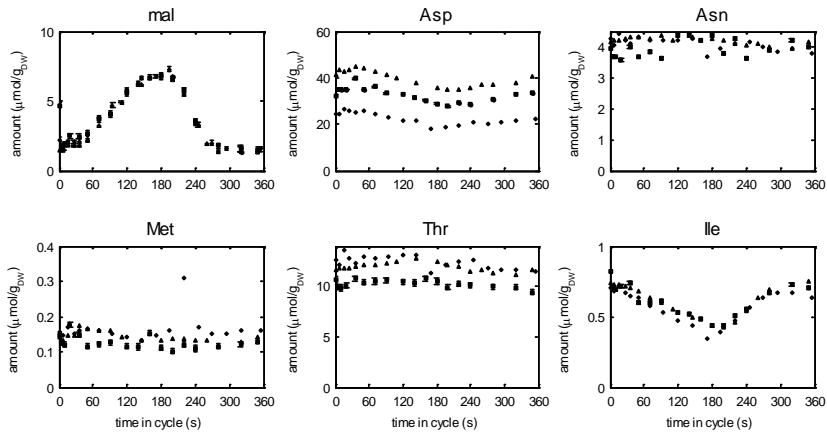 mal Asp Asn
amount (μmol/gDW) amount (μmol/gDW) amount (μmol/gDW)
10 60 4
5 40 3
0 20 2
0 1
0
0 60 120 180 240 300 360 0 60 120 180 240 300 360 0 60 120 180 240 300 360
Met Thr Ile
amount (μmol/gDW) amount (μmol/gDW) amount (μmol/gDW)
0.4 10 1
0.3 5 0.5
0.2 0 0
0.1
0
0 60 120 180 240 300 360 0 60 120 180 240 300 360 0 60 120 180 240 300 360
time in cycle (s) time in cycle (s) time in cycle (s)